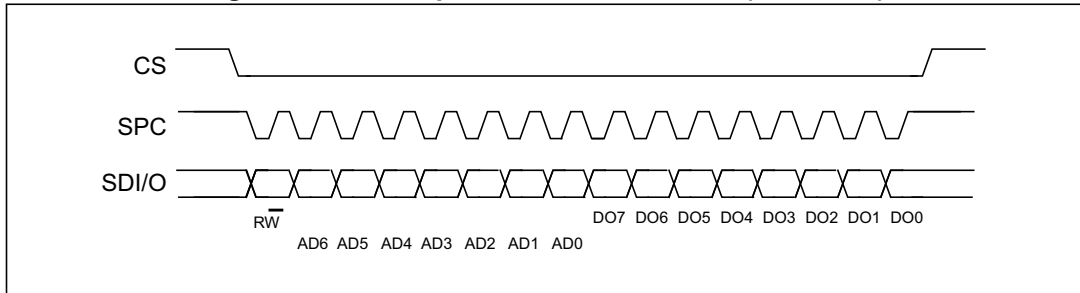 CS
SPC
SDI/O
RW
DO7 DO6 DO5 DO4 DO3 DO2 DO1 DO0
AD6 AD5 AD4 AD3 AD2 AD1 AD0